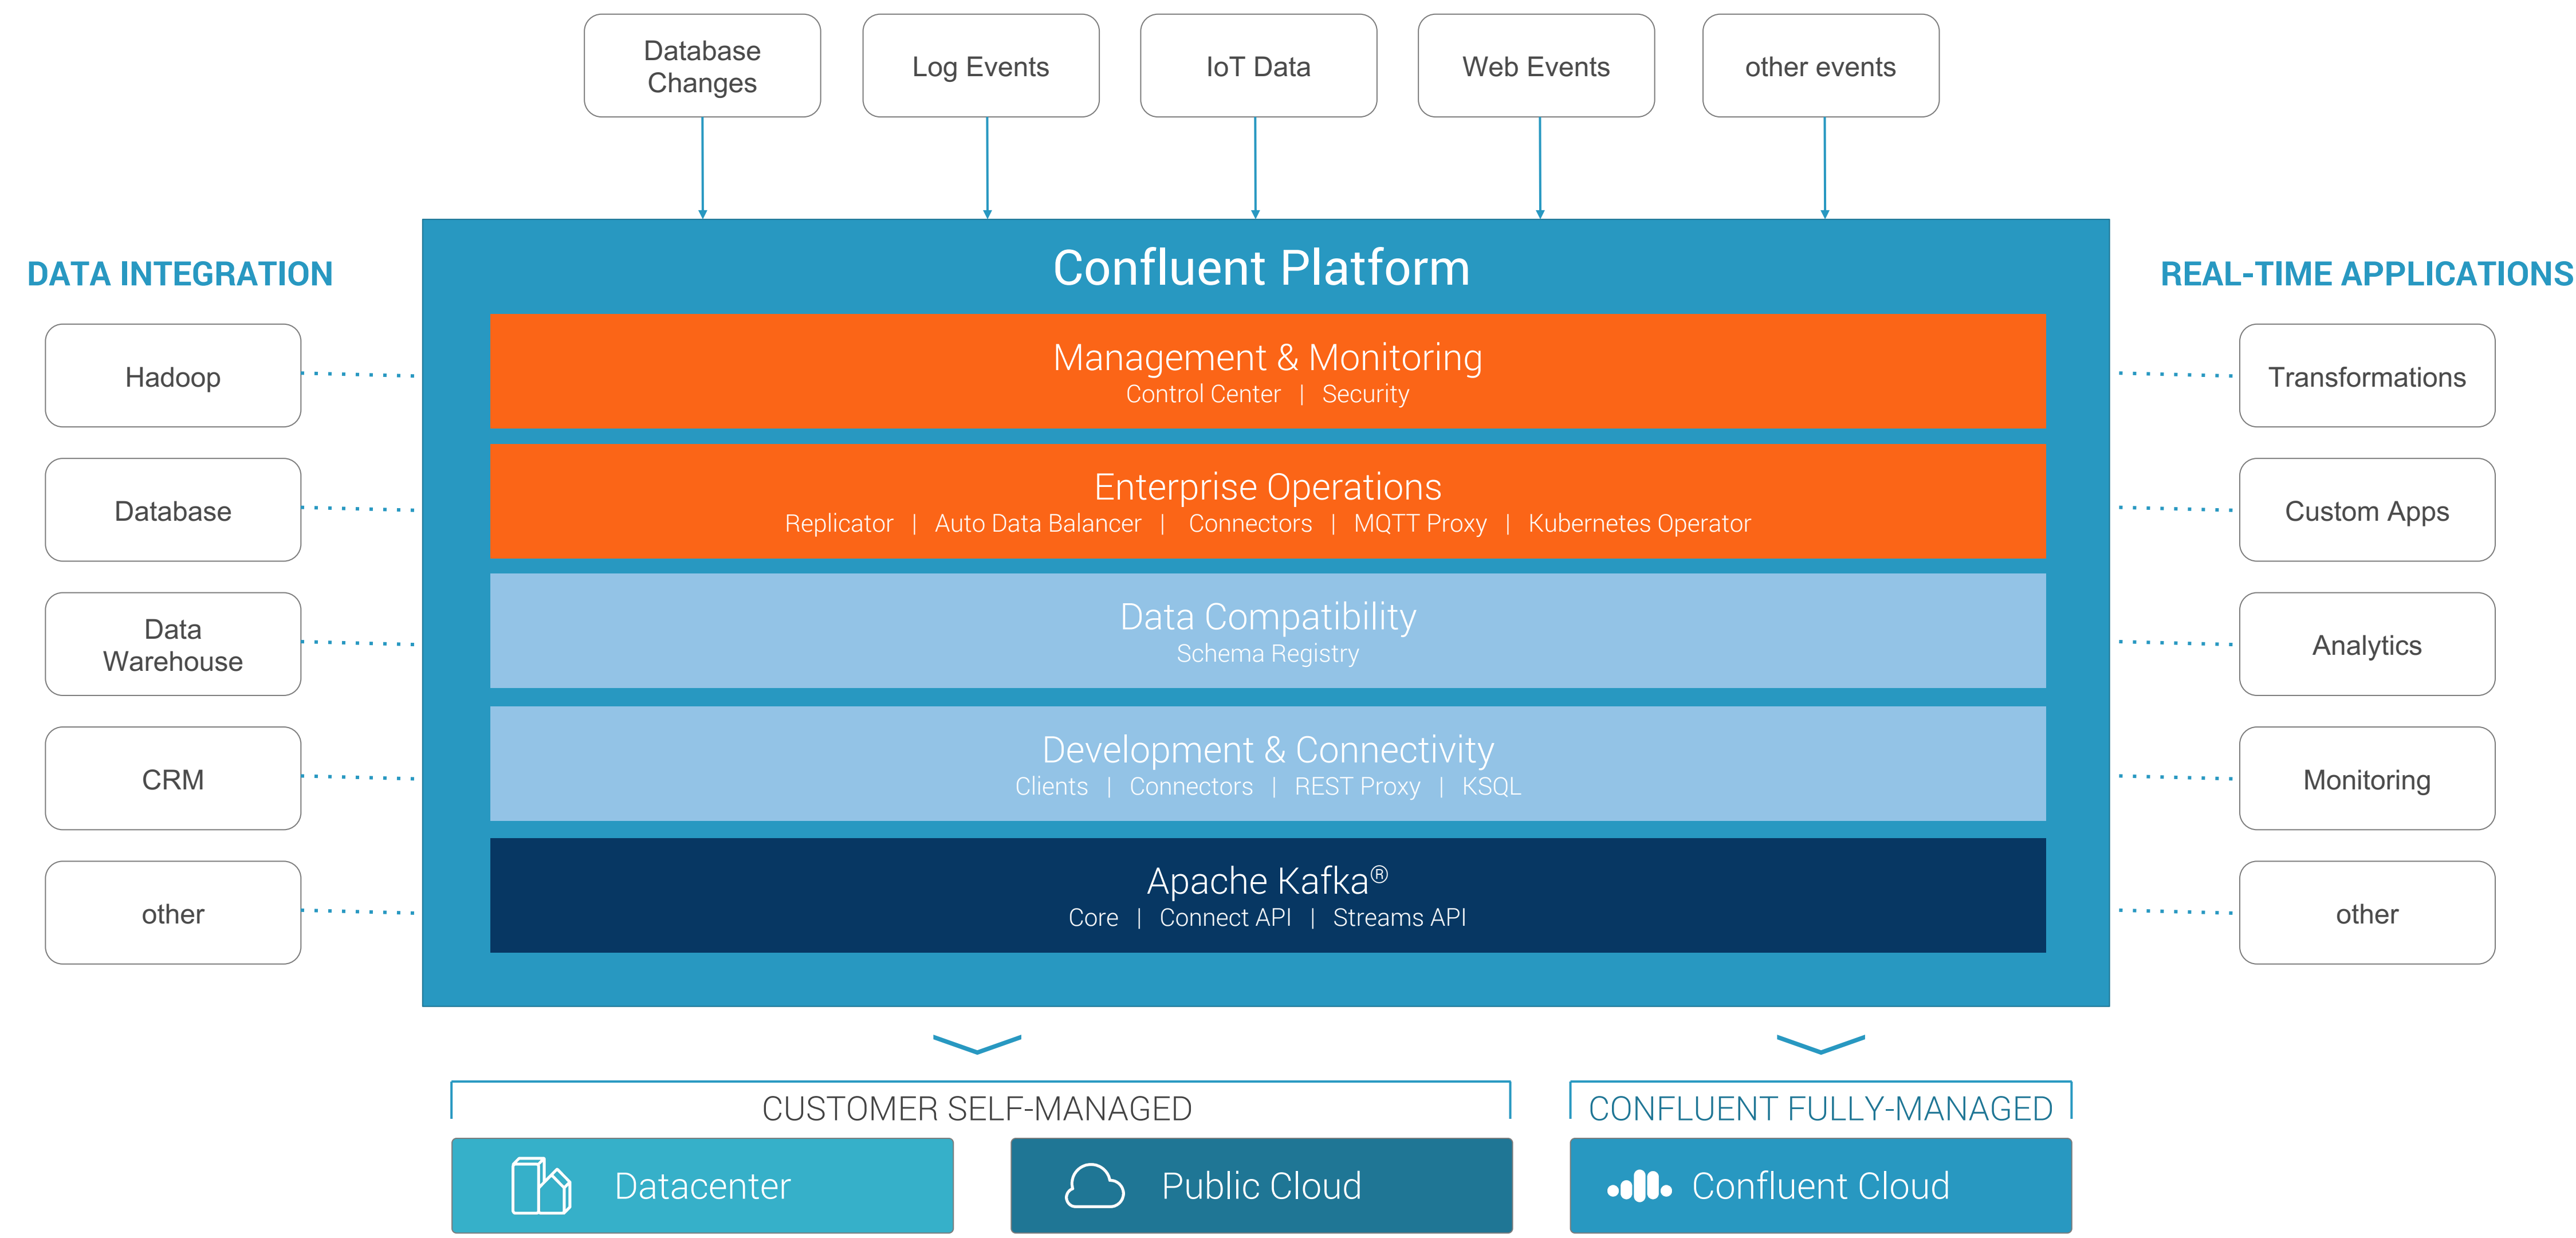 Database
Changes
Log Events
IoT Data
Web Events
other events
DATA INTEGRATION
Hadoop
Database
Data
Warehouse
CRM
other
Confluent Platform
Management & Monitoring
Control Center | Security
Enterprise Operations
Replicator | Auto Data Balancer | Connectors | MQTT Proxy | Kubernetes Operator
Data Compatibility
Schema Registry
Development & Connectivity
Clients | Connectors | REST Proxy | KSQL
Apache Kafka®
Core | Connect API | Streams API
REAL-TIME APPLICATIONS
Transformations
Custom Apps
Analytics
Monitoring
other
CUSTOMER SELF-MANAGED
Datacenter
Public Cloud
CONFLUENT FULLY-MANAGED
Confluent Cloud